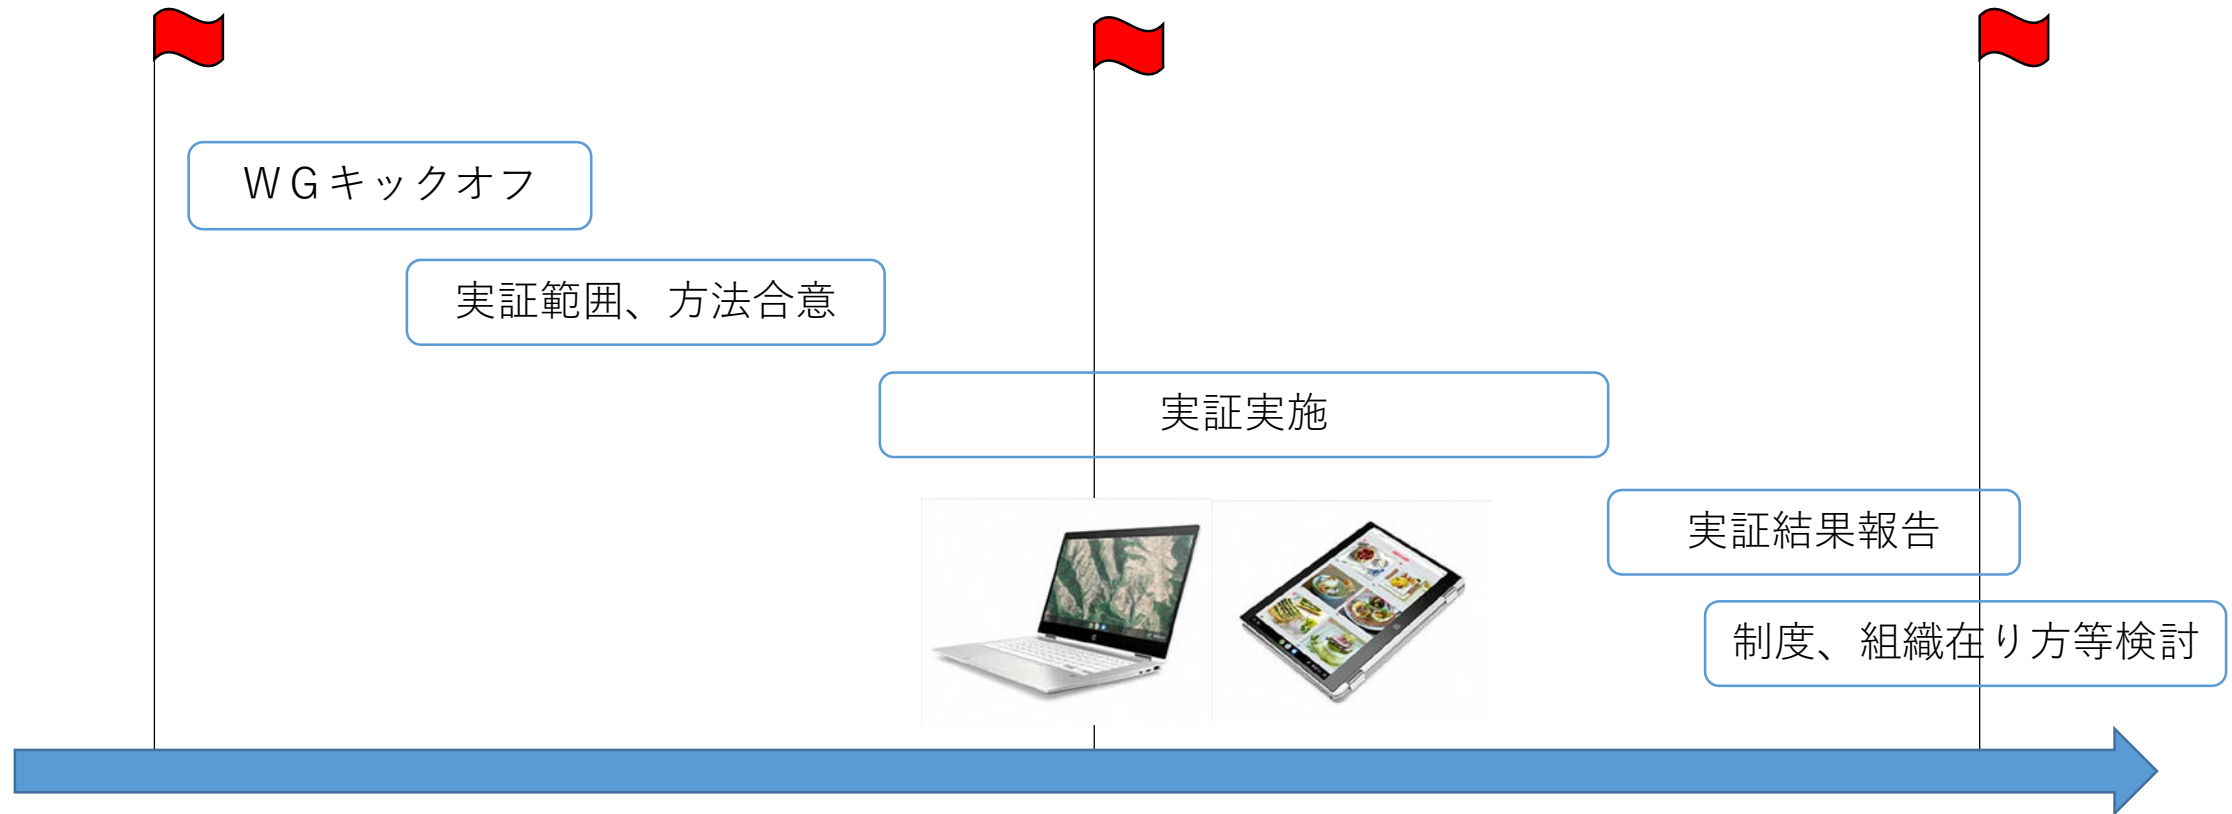 ＷＧキックオフ
実証範囲、方法合意
実証実施
実証結果報告
制度、組織在り方等検討